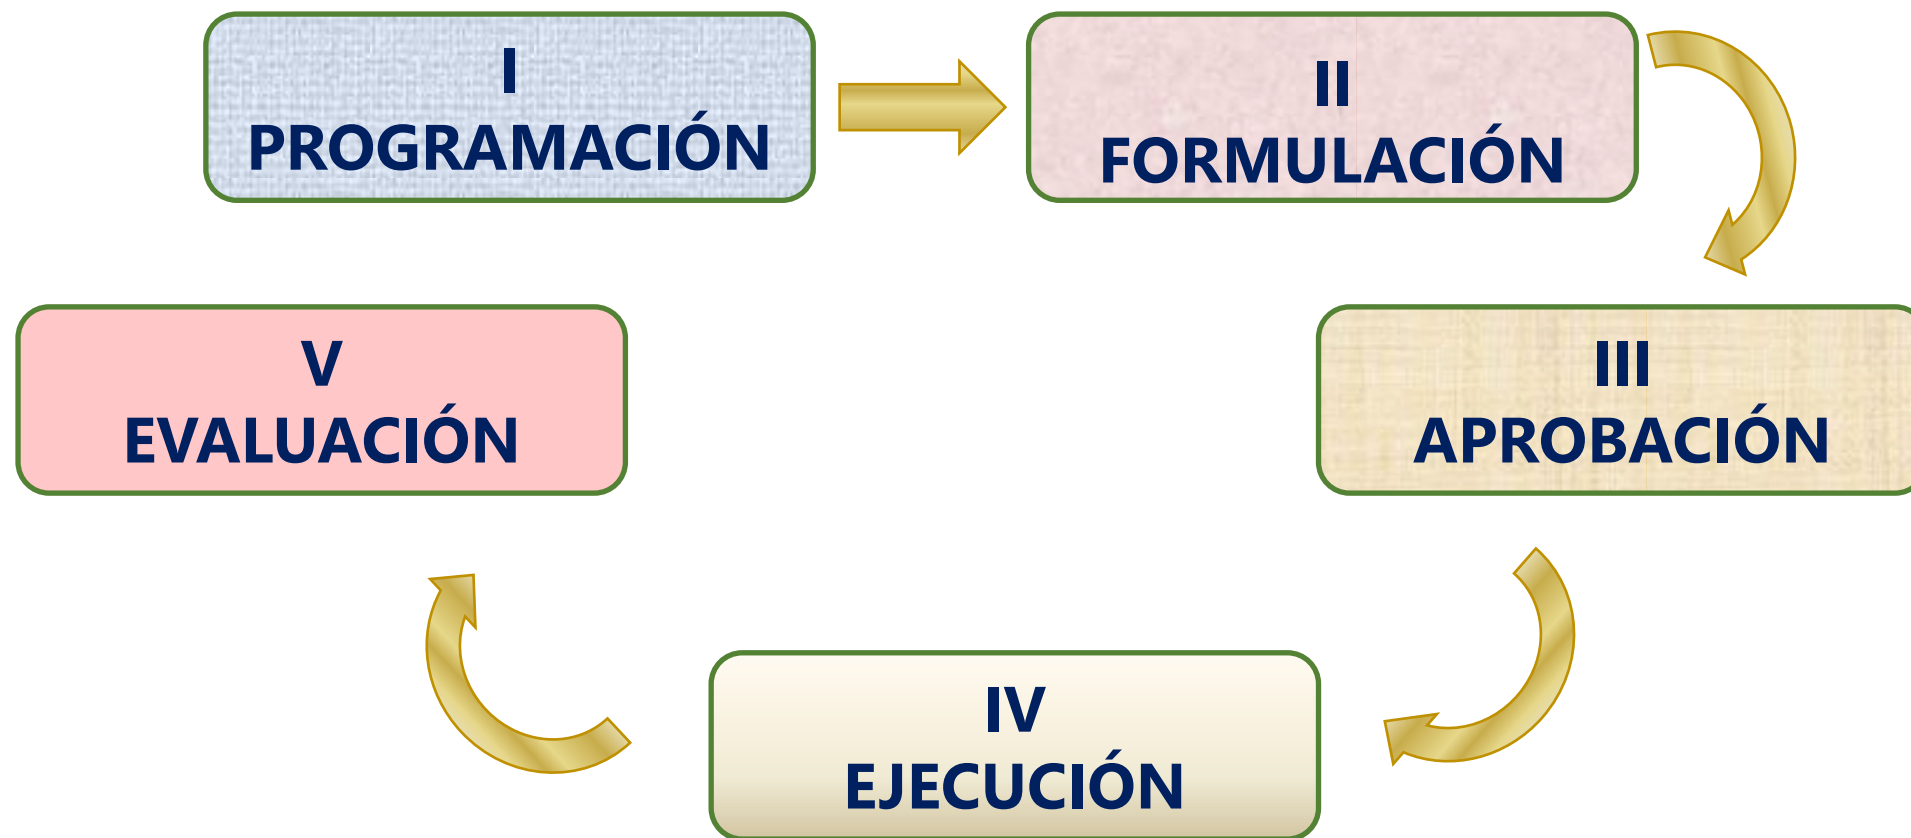 I
PROGRAMACIÓN
II
FORMULACIÓN
III
APROBACIÓN
IV
EJECUCIÓN
V
EVALUACIÓN